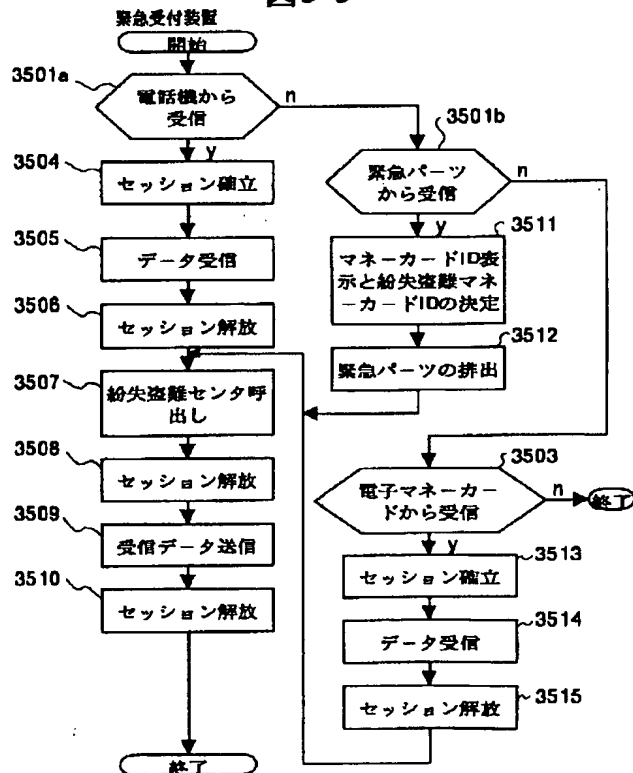 緊急受付装置
開始
3501a
電話機から
受信
n
y
3504
セッション確立
3505
データ受信
3506
セッション解放
3507
紛失盗難センタ呼
出し
3508
セッション解放
3509
受信データ送信
3510
セッション解放
終了
3501b
緊急パーツ
から受信
n
y
3511
マネーカードID表
示と紛失盗難マネ
ーカードIDの決定
3512
緊急パーツの排出
3503
電子マネーカー
ドから受信
n
終了
y
3513
セッション確立
3514
データ受信
3515
セッション解放